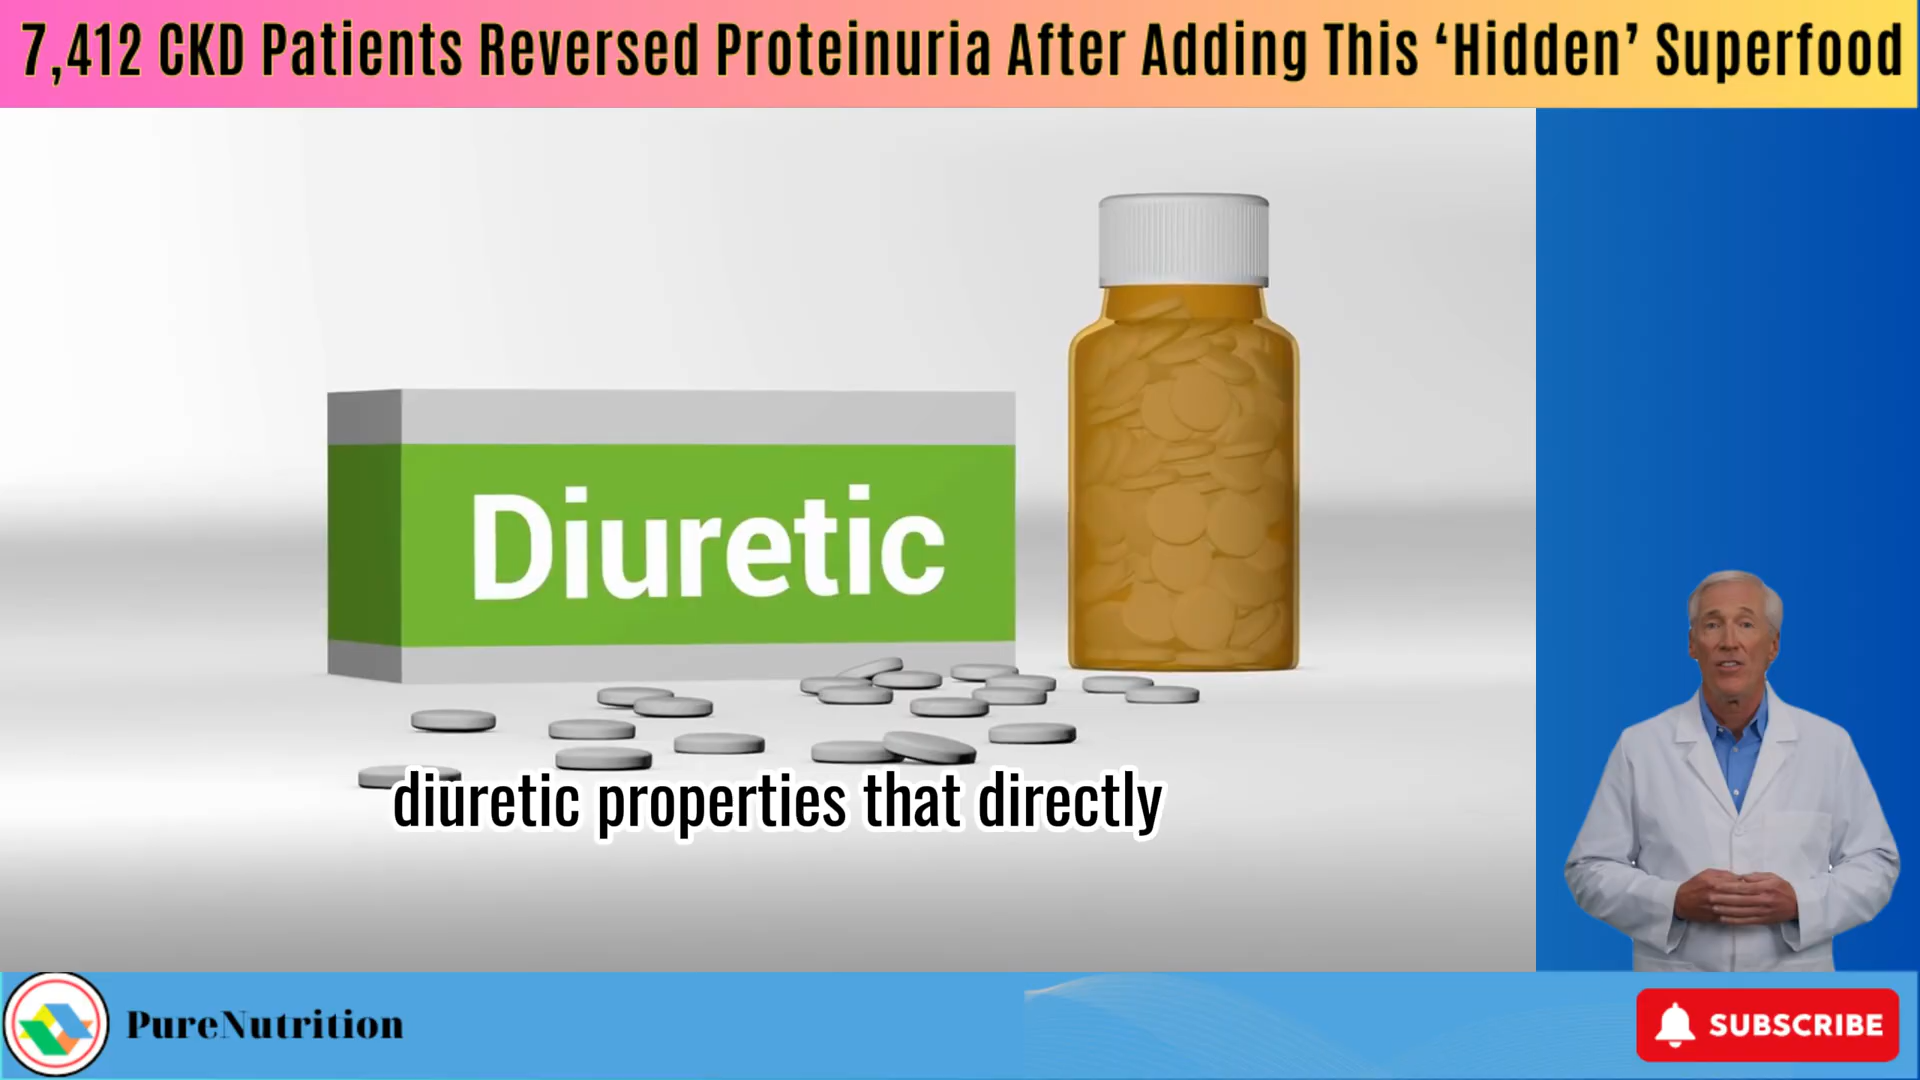 7,412 CKD Patients Reversed Proteinuria After Adding This ‘Hidden’ Superfood
Diuretic
diuretic properties that directly
PureNutrition
SUBSCRIBE